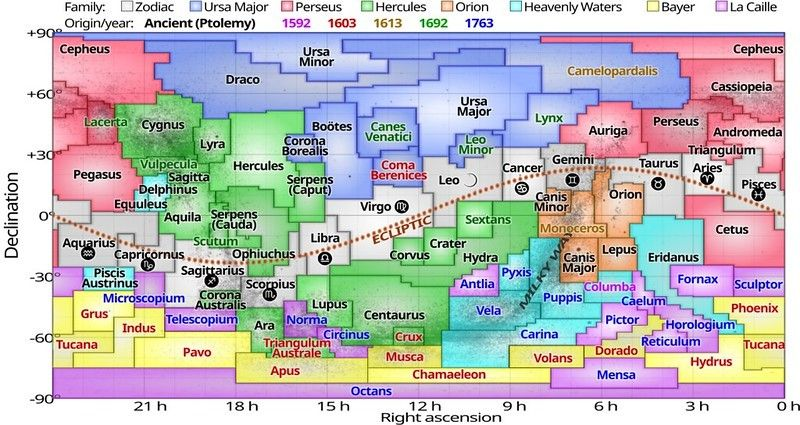 Family: Zodiac Ursa Major Perseus Hercules Orion Heavenly Waters Bayer La Caille
Origin/year: Ancient (Ptolemy) 1592 1603 1613 1692 1763
+90°
Cepheus
Ursa
Minor
Cepheus
Draco
Camelopardalis
Cassiopeia
+60°
Ursa
Major
Lacerta
Cygnus
Lynx
Perseus
Boötes
Canes
Venatici
Auriga
Andromeda
Lyra
Corona
Borealis
Leo
Minor
Triangulum
+30°
Vulpecula
Hercules
Coma
Berenices
Gemini
Taurus
Aries
Pegasus
Sagitta
Delphinus
Serpens
(Caput)
Leo
Cancer
Pisces
Equuleus
Virgo
Canis
Minor
Orion
0°
Aquila
Serpens
(Cauda)
Sextans
Monoceros
Cetus
ECLIPTIC
Aquarius
Scutum
Libra
Crater
MILKY WAY
Lepus
Capricornus
Ophiuchus
Corvus
Hydra
Canis
Major
Eridanus
-30°
Piscis
Austrinus
Sagittarius
Scorpius
Antlia
Pyxis
Fornax
Sculptor
Microscopium
Corona
Australis
Lupus
Centaurus
Vela
Puppis
Columba
Caelum
Grus
Telescopium
Norma
Pictor
Phoenix
Indus
Ara
Circinus
Crux
Carina
Horologium
-60°
Tucana
Triangulum
Australe
Reticulum
Tucana
Pavo
Musca
Volans
Dorado
Hydrus
Apus
Chamaeleon
Mensa
Octans
-90°
21 h 18 h 15 h 12 h 9 h 6 h 3 h 0 h
Right ascension
Declination